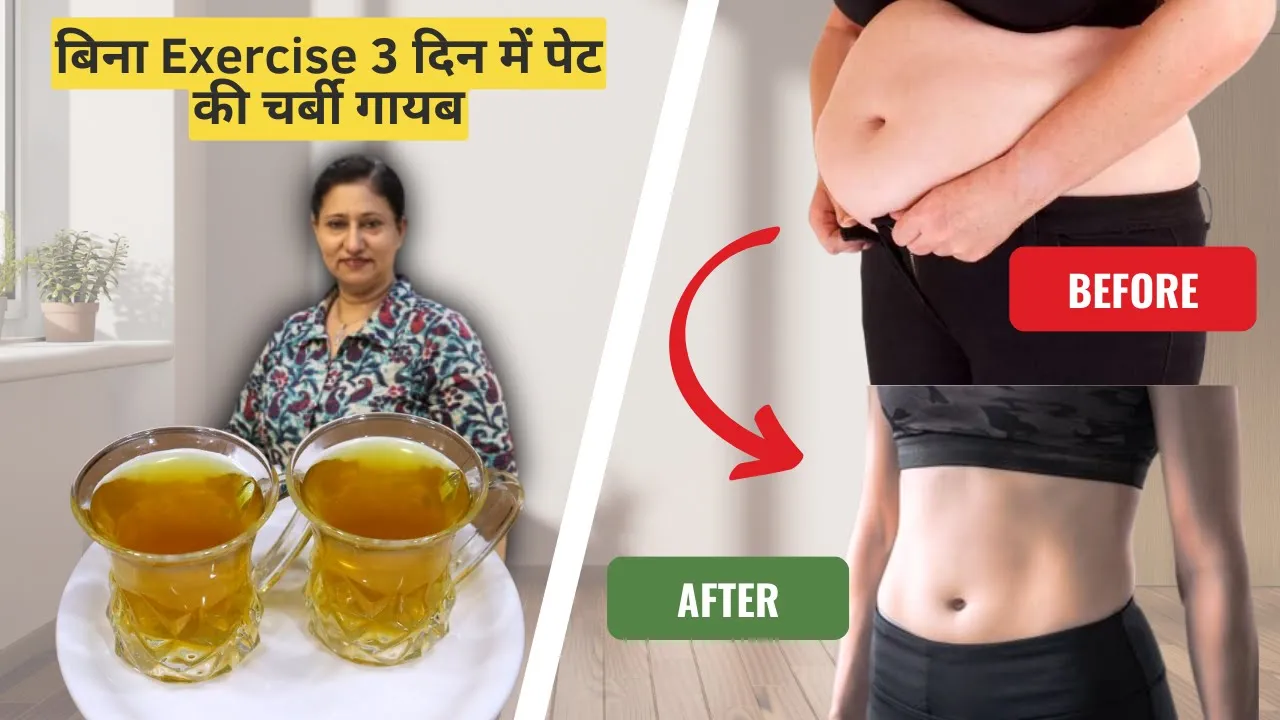 बिना Exercise 3 दिन में पेट
की चर्बी गायब
BEFORE
AFTER